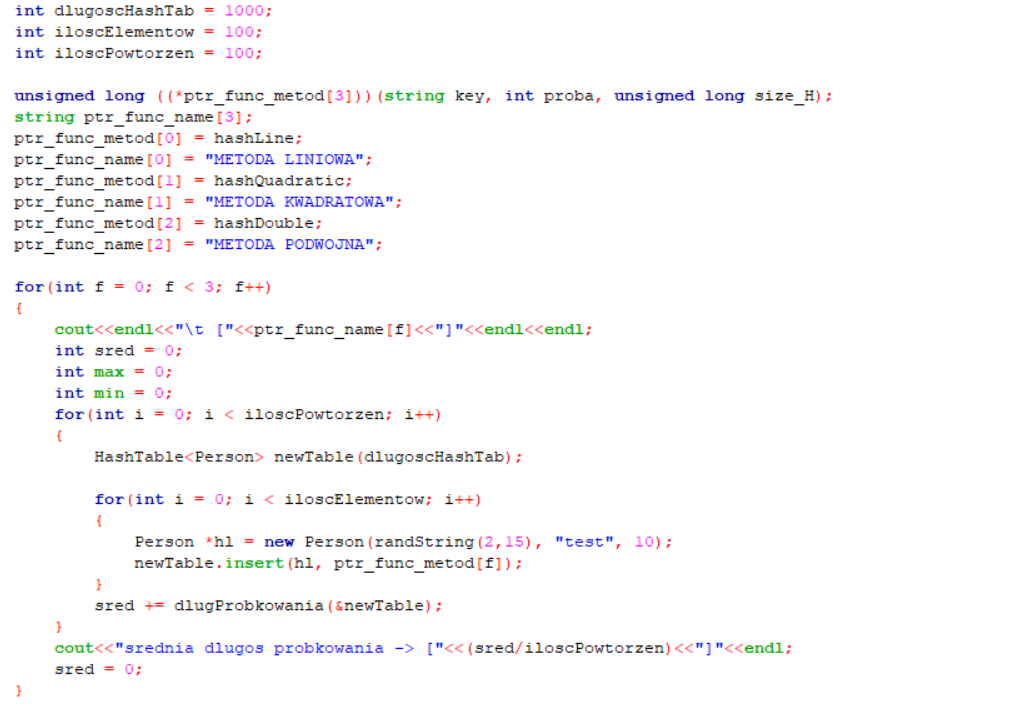 int dlugoscHashTab = 1000;
int iloscElementow = 100;
int iloscPowtorzen = 100;

unsigned long ((*ptr_func_metod[3]))(string key, int proba, unsigned long size_H);
string ptr_func_name[3];
ptr_func_metod[0] = hashLine;
ptr_func_name[0] = "METODA LINIOWA";
ptr_func_metod[1] = hashQuadratic;
ptr_func_name[1] = "METODA KWADRATOWA";
ptr_func_metod[2] = hashDouble;
ptr_func_name[2] = "METODA PODWOJNA";

for(int f = 0; f < 3; f++)
{
    cout<<endl<<"\t ["<<ptr_func_name[f]<<"]"<<endl<<endl;
    int sred = 0;
    int max = 0;
    int min = 0;
    for(int i = 0; i < iloscPowtorzen; i++)
    {
        HashTable<Person> newTable(dlugoscHashTab);

        for(int i = 0; i < iloscElementow; i++)
        {
            Person *hl = new Person(randString(2,15), "test", 10);
            newTable.insert(hl, ptr_func_metod[f]);
        }
        sred += dlugProbkowania(&newTable);
    }
    cout<<"srednia dlugos probkowania -> ["<<(sred/iloscPowtorzen)<<"]"<<endl;
    sred = 0;
}